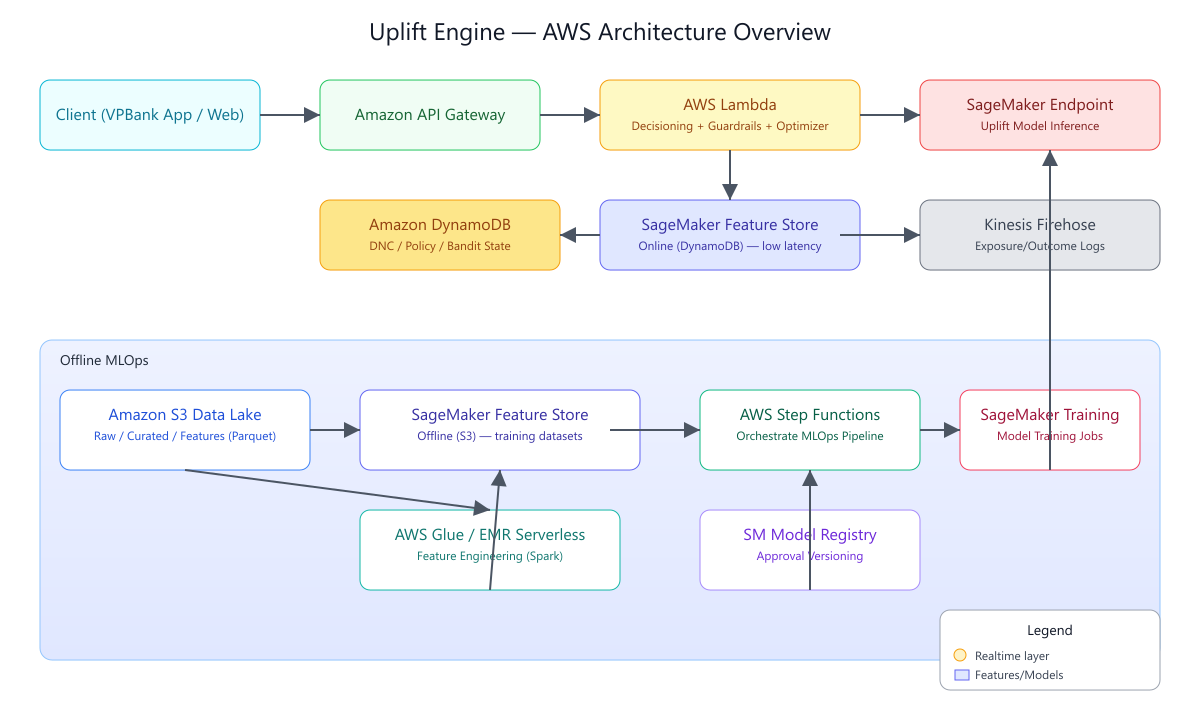 Uplift Engine — AWS Architecture Overview
Client (VPBank App / Web)
Amazon API Gateway
AWS Lambda
Decisioning + Guardrails + Optimizer
SageMaker Endpoint
Uplift Model Inference
Amazon DynamoDB
DNC / Policy / Bandit State
SageMaker Feature Store
Online (DynamoDB) — low latency
Kinesis Firehose
Exposure/Outcome Logs
Offline MLOps
Amazon S3 Data Lake
Raw / Curated / Features (Parquet)
SageMaker Feature Store
Offline (S3) — training datasets
AWS Step Functions
Orchestrate MLOps Pipeline
SageMaker Training
Model Training Jobs
AWS Glue / EMR Serverless
Feature Engineering (Spark)
SM Model Registry
Approval Versioning
Legend
Realtime layer
Features/Models